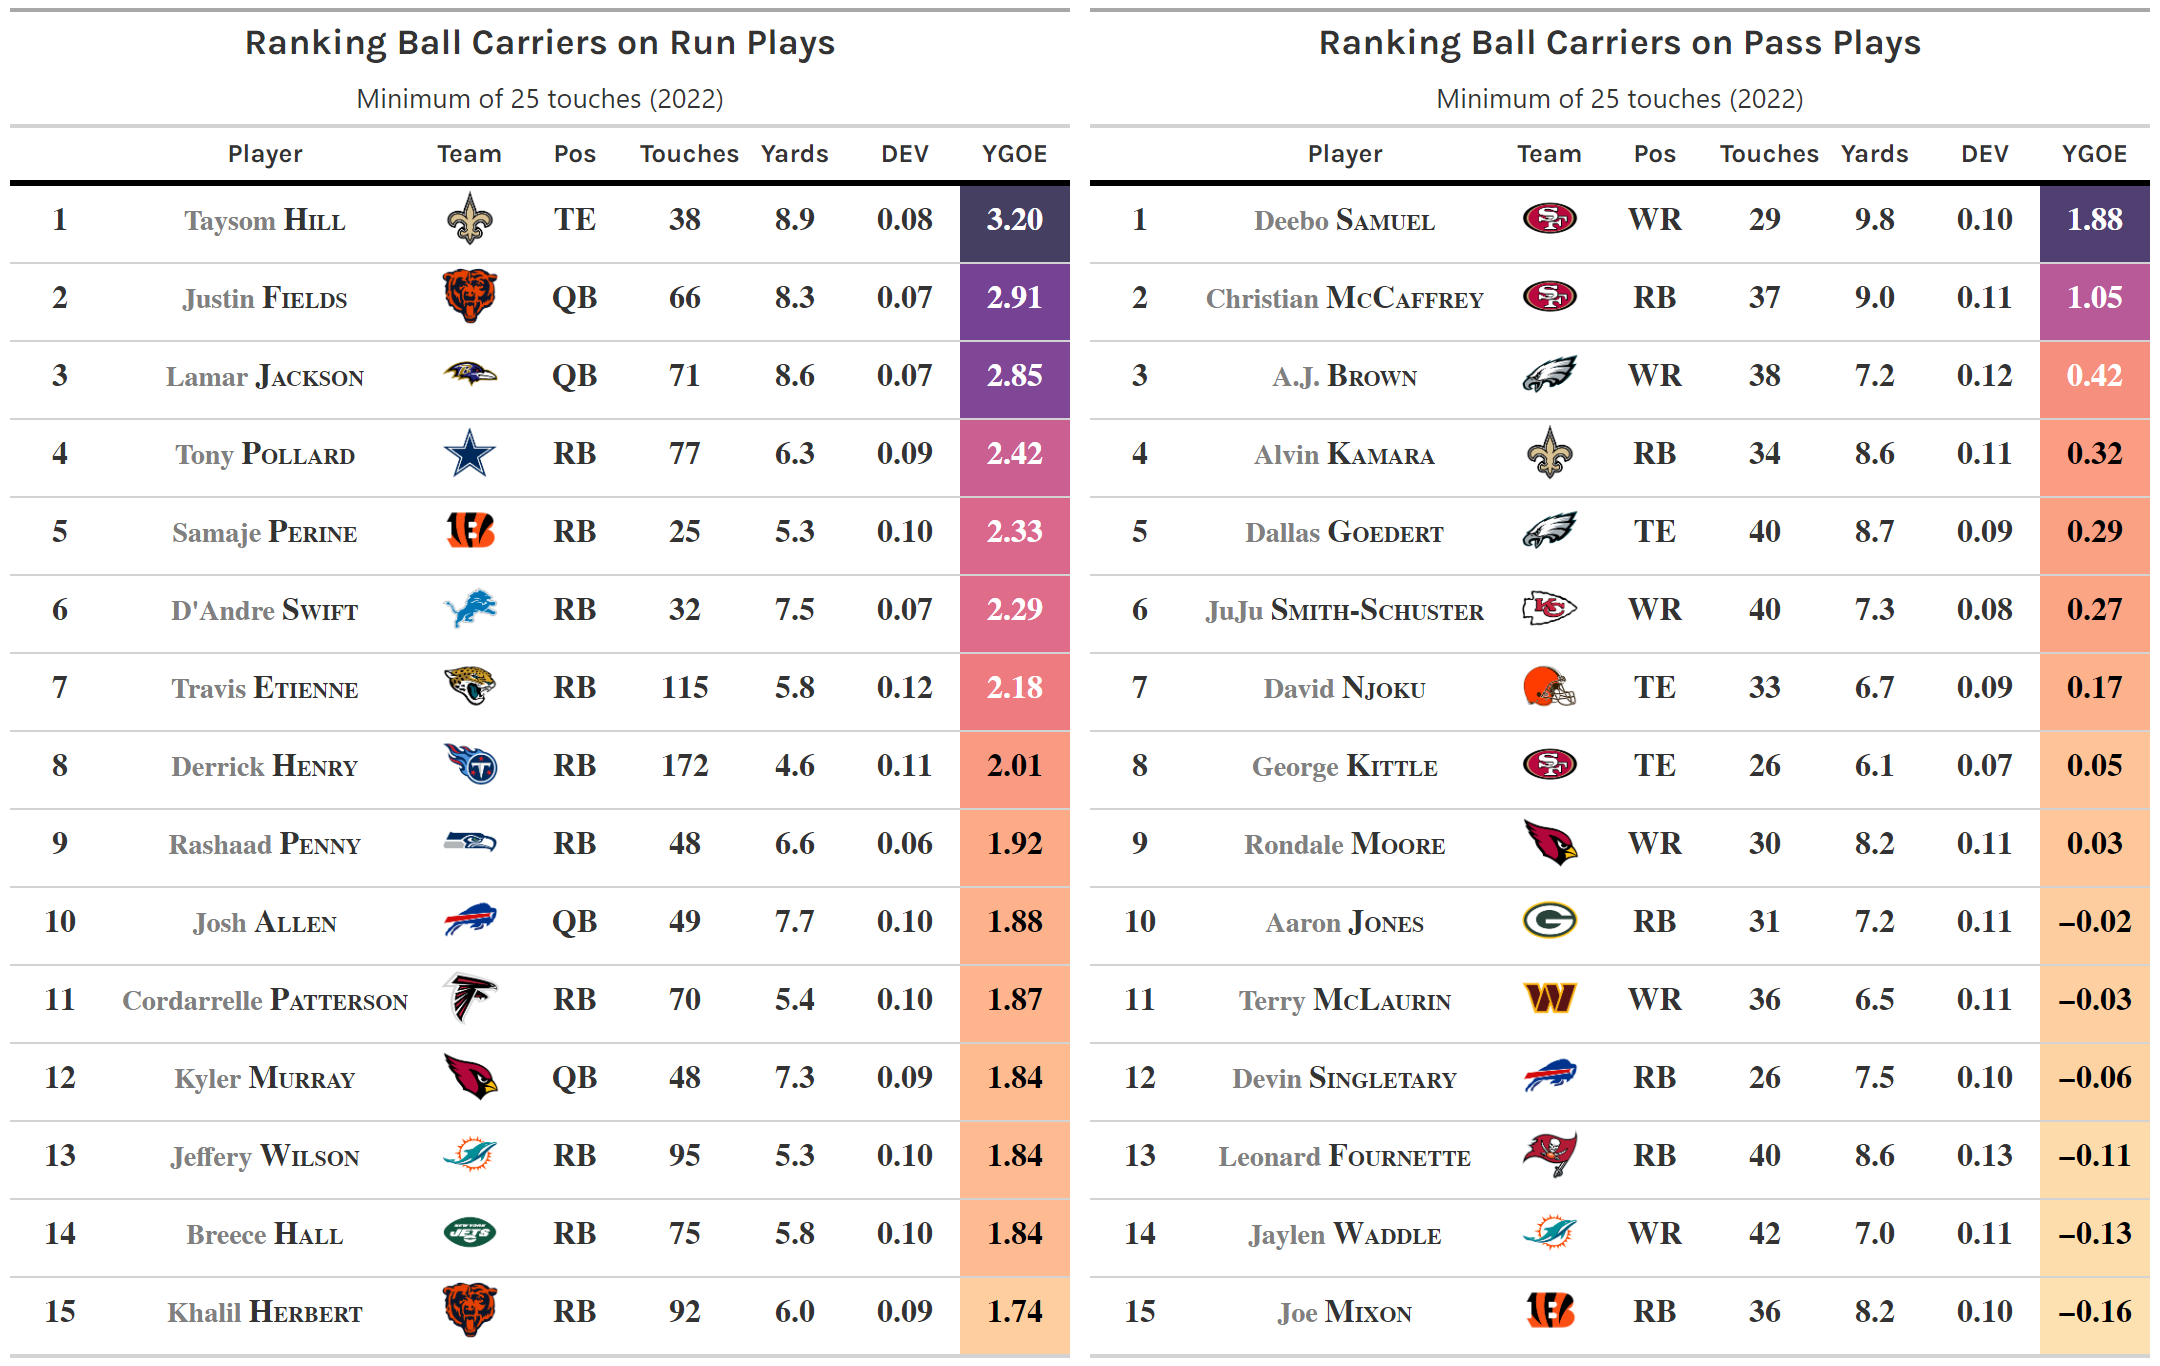 Ranking Ball Carriers on Run Plays
Minimum of 25 touches (2022)
Player Team Pos Touches Yards DEV YGOE
1 Taysom HILL TE 38 8.9 0.08 3.20
2 Justin FIELDS QB 66 8.3 0.07 2.91
3 Lamar JACKSON QB 71 8.6 0.07 2.85
4 Tony POLLARD RB 77 6.3 0.09 2.42
5 Samaje PERINE RB 25 5.3 0.10 2.33
6 D'Andre SWIFT RB 32 7.5 0.07 2.29
7 Travis ETIENNE RB 115 5.8 0.12 2.18
8 Derrick HENRY RB 172 4.6 0.11 2.01
9 Rashaad PENNY RB 48 6.6 0.06 1.92
10 Josh ALLEN QB 49 7.7 0.10 1.88
11 Cordarrelle PATTERSON RB 70 5.4 0.10 1.87
12 Kyler MURRAY QB 48 7.3 0.09 1.84
13 Jeffery WILSON RB 95 5.3 0.10 1.84
14 Breece HALL NEW YORK JETS RB 75 5.8 0.10 1.84
15 Khalil HERBERT RB 92 6.0 0.09 1.74
Ranking Ball Carriers on Pass Plays
Minimum of 25 touches (2022)
Player Team Pos Touches Yards DEV YGOE
1 Deebo SAMUEL SF WR 29 9.8 0.10 1.88
2 Christian MCCAFFREY SF RB 37 9.0 0.11 1.05
3 A.J. BROWN WR 38 7.2 0.12 0.42
4 Alvin KAMARA RB 34 8.6 0.11 0.32
5 Dallas GOEDERT TE 40 8.7 0.09 0.29
6 JuJu SMITH-SCHUSTER KC WR 40 7.3 0.08 0.27
7 David NJOKU TE 33 6.7 0.09 0.17
8 George KITTLE SF TE 26 6.1 0.07 0.05
9 Rondale MOORE WR 30 8.2 0.11 0.03
10 Aaron JONES G RB 31 7.2 0.11 −0.02
11 Terry MCLAURIN W WR 36 6.5 0.11 −0.03
12 Devin SINGLETARY RB 26 7.5 0.10 −0.06
13 Leonard FOURNETTE RB 40 8.6 0.13 −0.11
14 Jaylen WADDLE WR 42 7.0 0.11 −0.13
15 Joe MIXON RB 36 8.2 0.10 −0.16